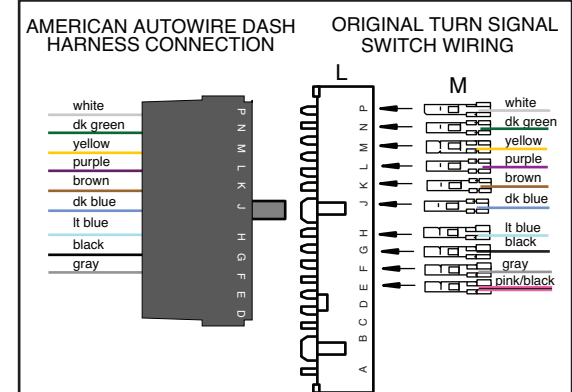 AMERICAN AUTOWIRE DASH
HARNESS CONNECTION
ORIGINAL TURN SIGNAL
SWITCH WIRING
L
M
white
dk green
yellow
purple
brown
dk blue
lt blue
black
gray
P
N
M
L
K
J
H
G
F
E
D
P
N
M
L
K
J
H
G
F
E
D
C
B
A
white
dk green
yellow
purple
brown
dk blue
lt blue
black
gray
pink/black